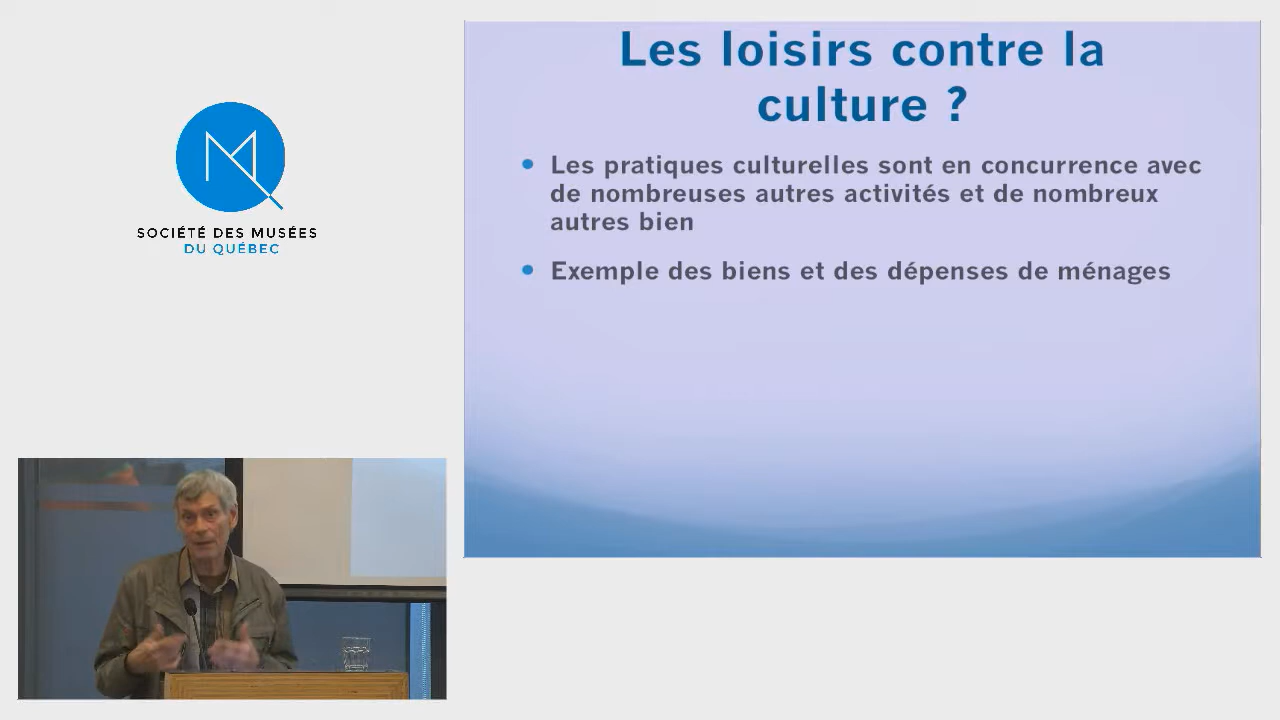 SOCIÉTÉ DES MUSÉES
DU QUÉBEC
Les loisirs contre la
culture ?
Les pratiques culturelles sont en concurrence avec
de nombreuses autres activités et de nombreux
autres bien
Exemple des biens et des dépenses de ménages